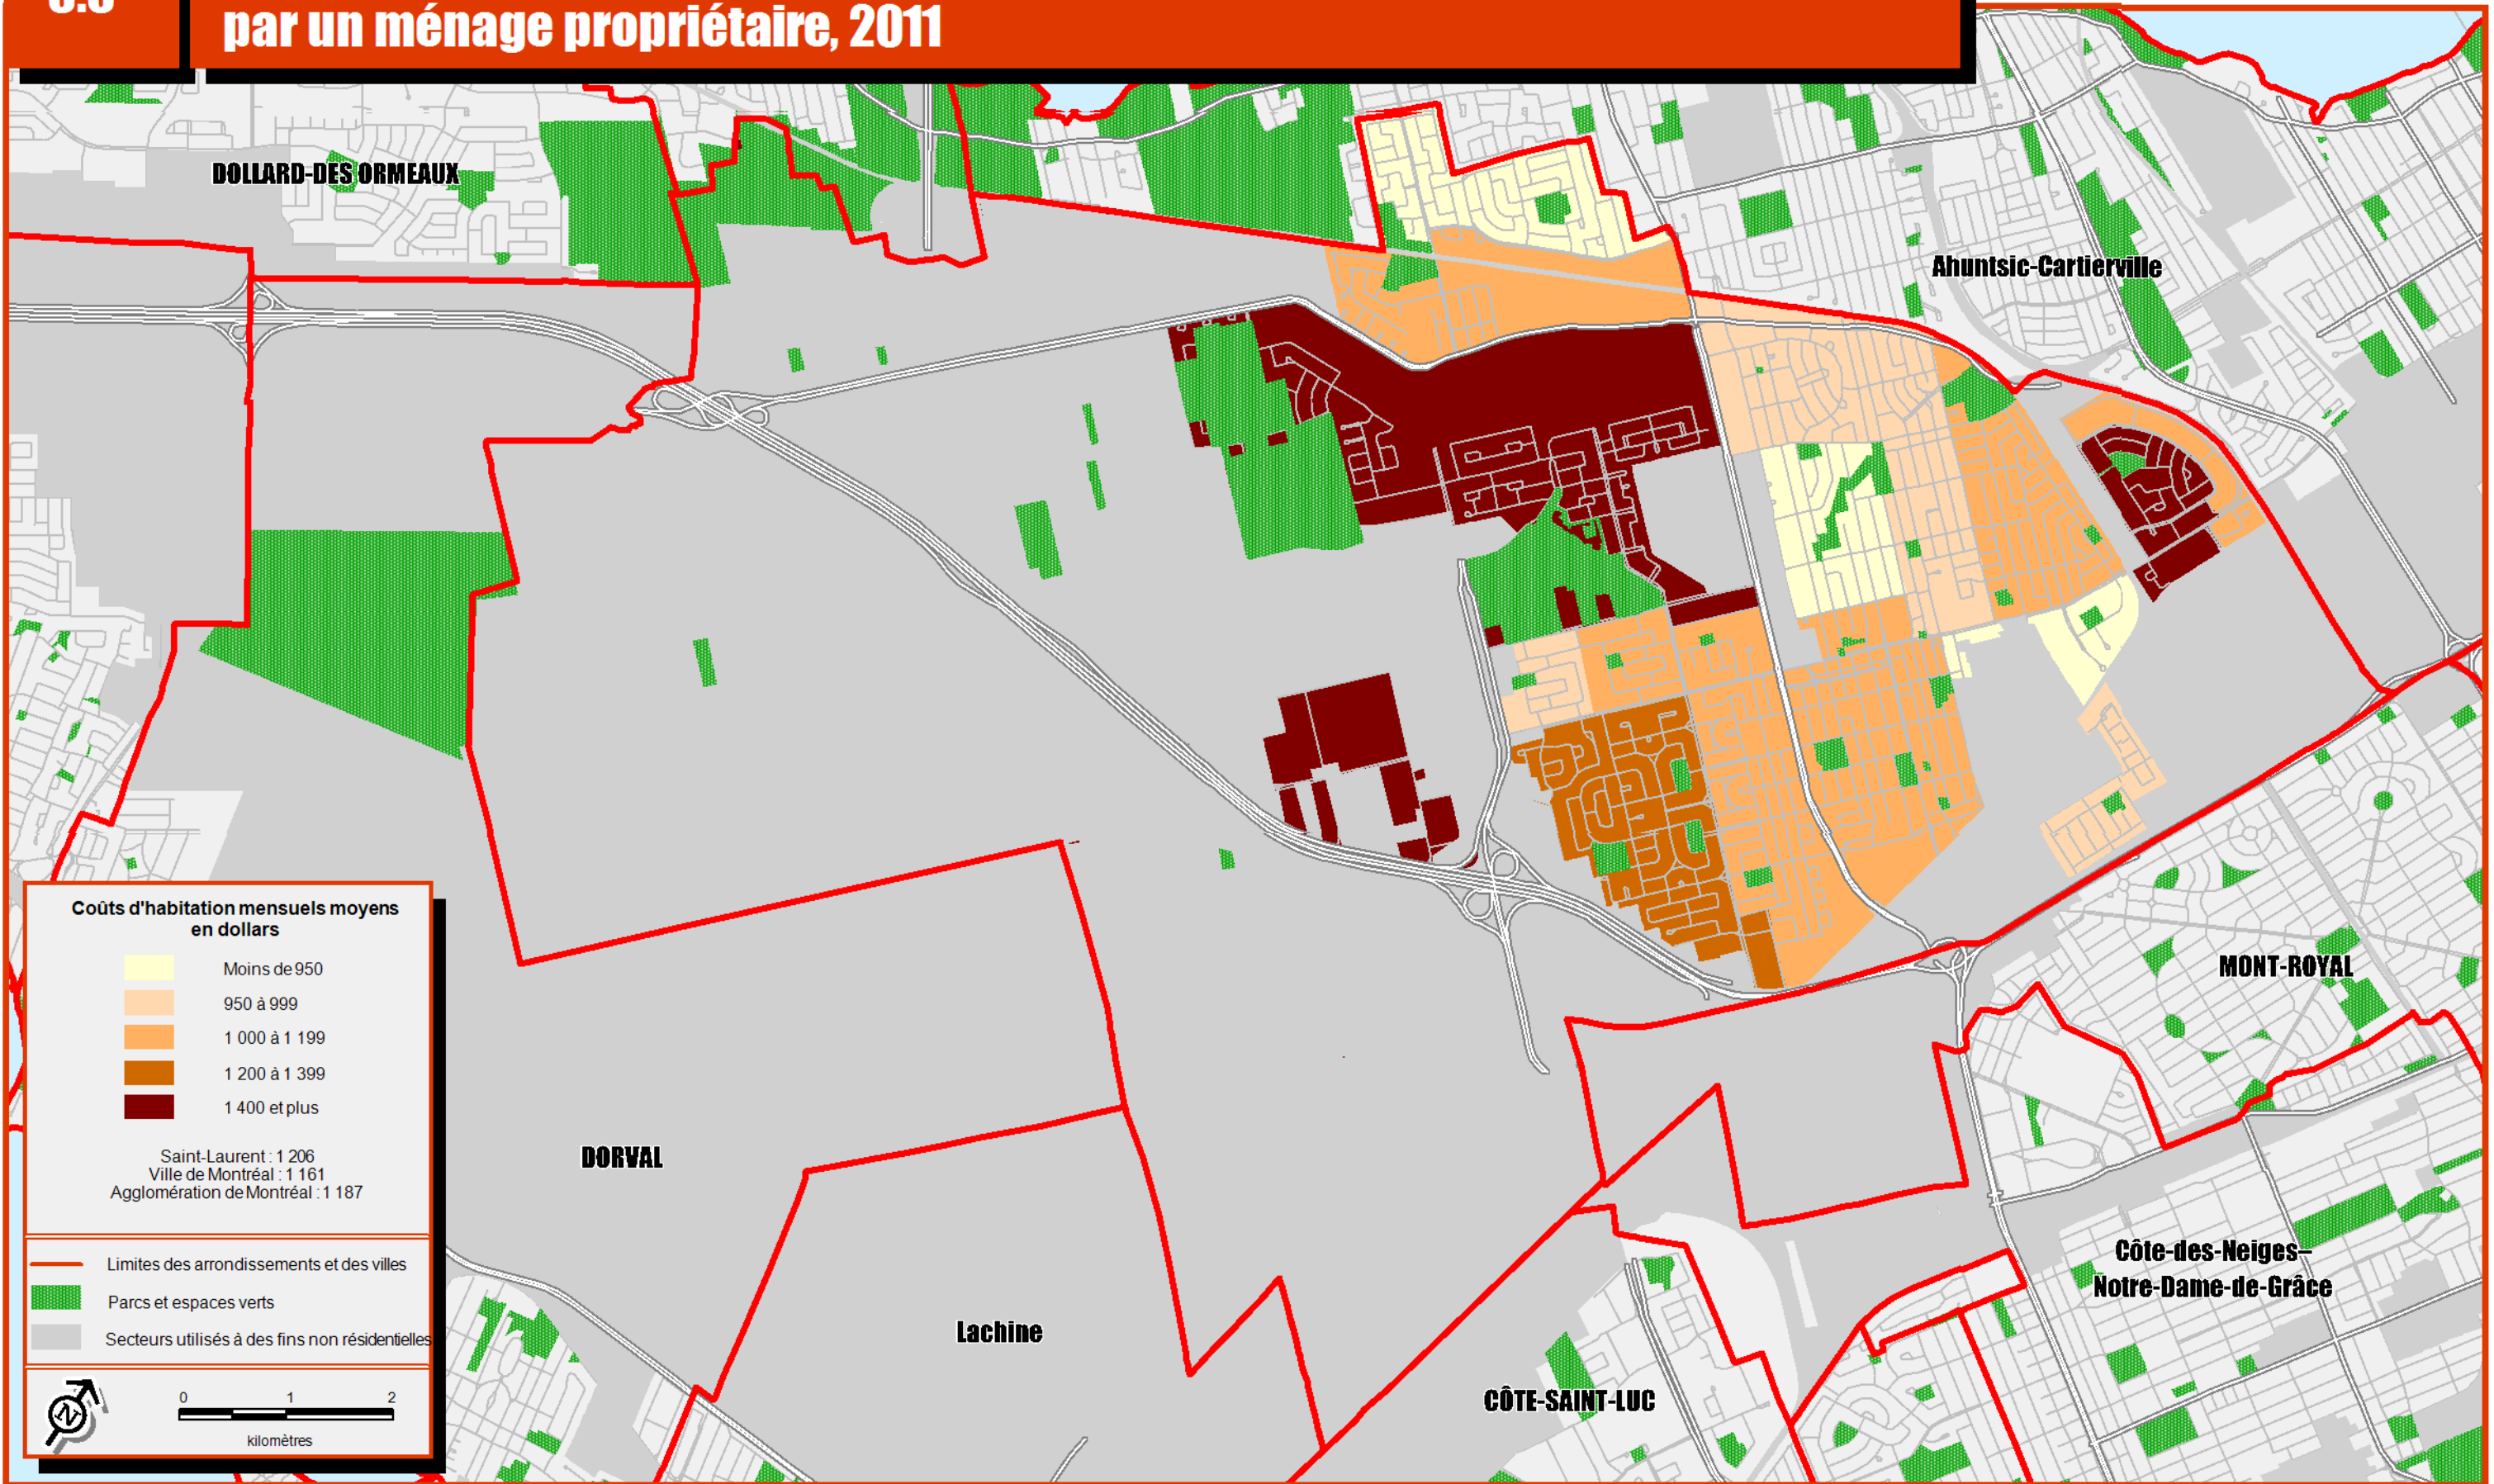 par un ménage propriétaire, 2011
DOLLARD-DES ORMEAUX
Ahuntsic-Cartierville
MONT-ROYAL
Côte-des-Neiges–
Notre-Dame-de-Grâce
CÔTE-SAINT-LUC
Lachine
DORVAL
Coûts d'habitation mensuels moyens
en dollars
Moins de 950
950 à 999
1 000 à 1 199
1 200 à 1 399
1 400 et plus
Saint-Laurent : 1 206
Ville de Montréal : 1 161
Agglomération de Montréal : 1 187
Limites des arrondissements et des villes
Parcs et espaces verts
Secteurs utilisés à des fins non résidentielles
N
0 1 2
kilomètres